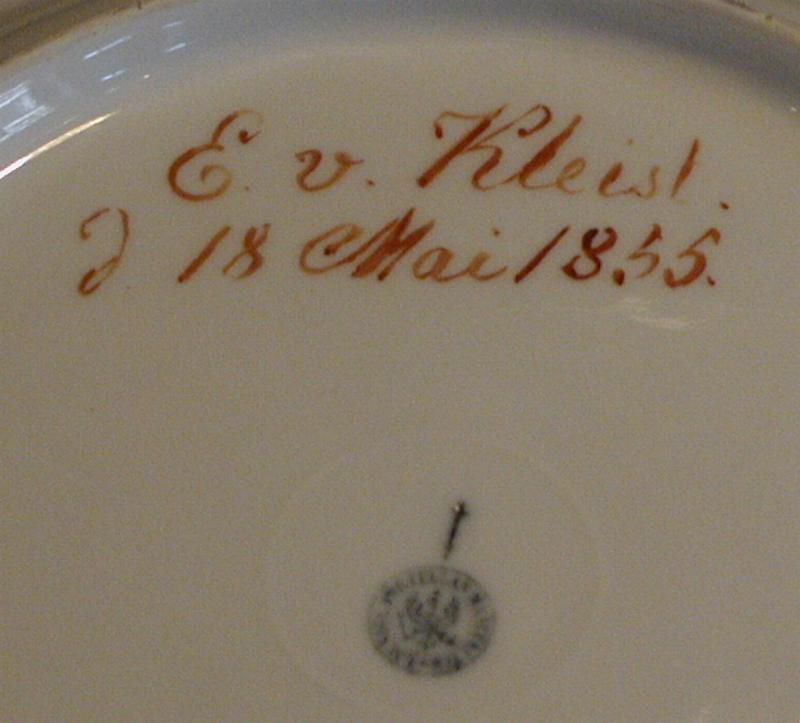 E. v. Kleist.
d 18 Mai 1855.